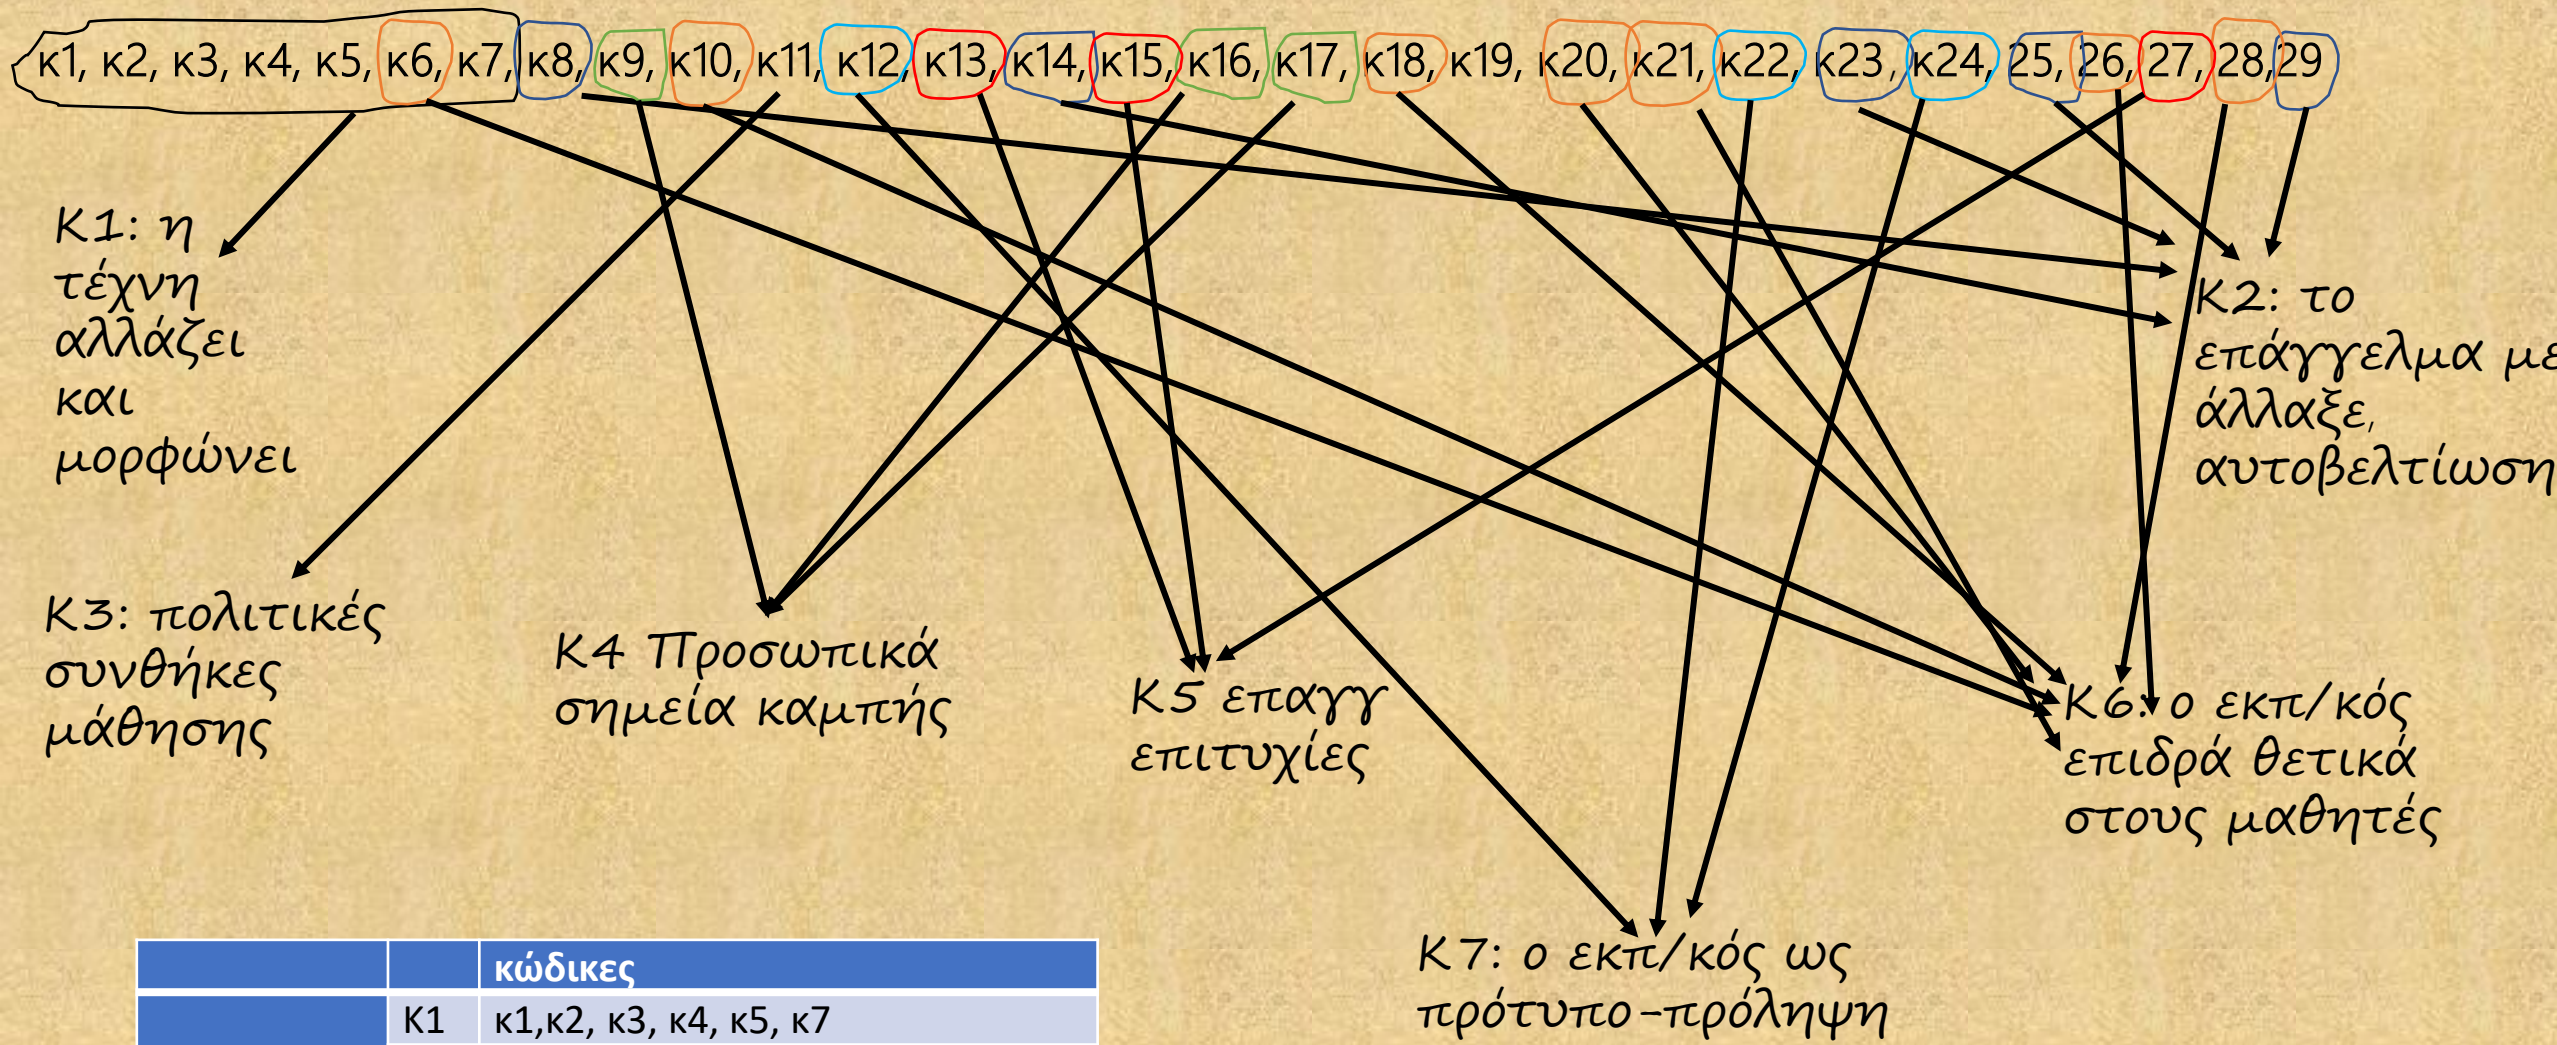 κ1, κ2, κ3, κ4, κ5, κ6, κ7, κ8, κ9, κ10, κ11, κ12, κ13, κ14, κ15, κ16, κ17, κ18, κ19, κ20, κ21, κ22, κ23, κ24, 25, 26, 27, 28,29
Κ1: η
τέχνη
αλλάζει
και
μορφώνει
Κ2: το
επάγγελμα με
άλλαξε,
αυτοβελτίωση
Κ3: πολιτικές
συνθήκες
μάθησης
Κ4 Προσωπικά
σημεία καμπής
Κ5 επαγγ
επιτυχίες
Κ6: ο εκπ/κός
επιδρά θετικά
στους μαθητές
Κ7: ο εκπ/κός ως
πρότυπο-πρόληψη
κώδικες
Κ1 κ1,κ2, κ3, κ4, κ5, κ7